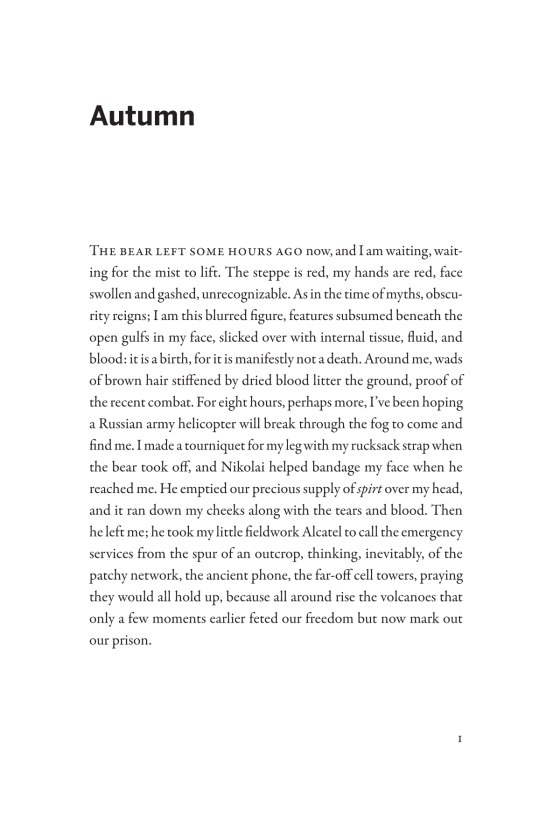 Autumn
THE BEAR LEFT SOME HOURS AGO now, and I am waiting, wait-
ing for the mist to lift. The steppe is red, my hands are red, face
swollen and gashed, unrecognizable. As in the time of myths, obscu-
rity reigns; I am this blurred figure, features subsumed beneath the
open gulfs in my face, slicked over with internal tissue, fluid, and
blood: it is a birth, for it is manifestly not a death. Around me, wads
of brown hair stiffened by dried blood litter the ground, proof of
the recent combat. For eight hours, perhaps more, I’ve been hoping
a Russian army helicopter will break through the fog to come and
find me. I made a tourniquet for my leg with my rucksack strap when
the bear took off, and Nikolai helped bandage my face when he
reached me. He emptied our precious supply of spirt over my head,
and it ran down my cheeks along with the tears and blood. Then
he left me; he took my little fieldwork Alcatel to call the emergency
services from the spur of an outcrop, thinking, inevitably, of the
patchy network, the ancient phone, the far-off cell towers, praying
they would all hold up, because all around rise the volcanoes that
only a few moments earlier feted our freedom but now mark out
our prison.
1